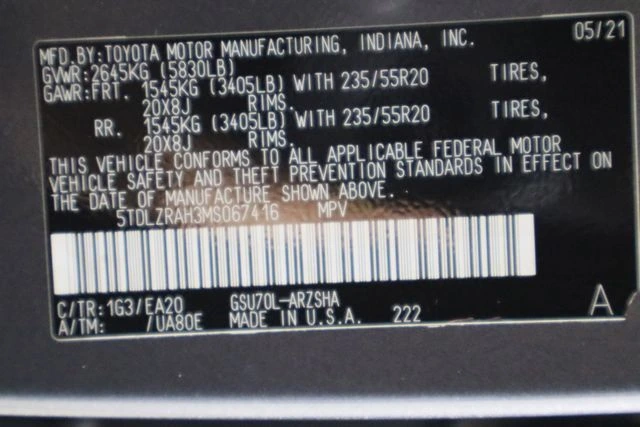 MFD.BY:TOYOTA MOTOR MANUFACTURING, INDIANA, INC. 05/21
GVWR:2645KG (5830LB)
GAWR:FRT. 1545KG (3405LB) WITH 235/55R20 TIRES,
20X8J RIMS.
RR. 1545KG (3405LB) WITH 235/55R20 TIRES,
20X8J RIMS.
THIS VEHICLE CONFORMS TO ALL APPLICABLE FEDERAL MOTOR
VEHICLE SAFETY AND THEFT PREVENTION STANDARDS IN EFFECT ON
THE DATE OF MANUFACTURE SHOWN ABOVE.
5TDLZRAH3MS067416 MPV
C/TR:1G3/EA20 GSU70L-ARZSHA
A/TM: /UA80E MADE IN U.S.A. 222 A